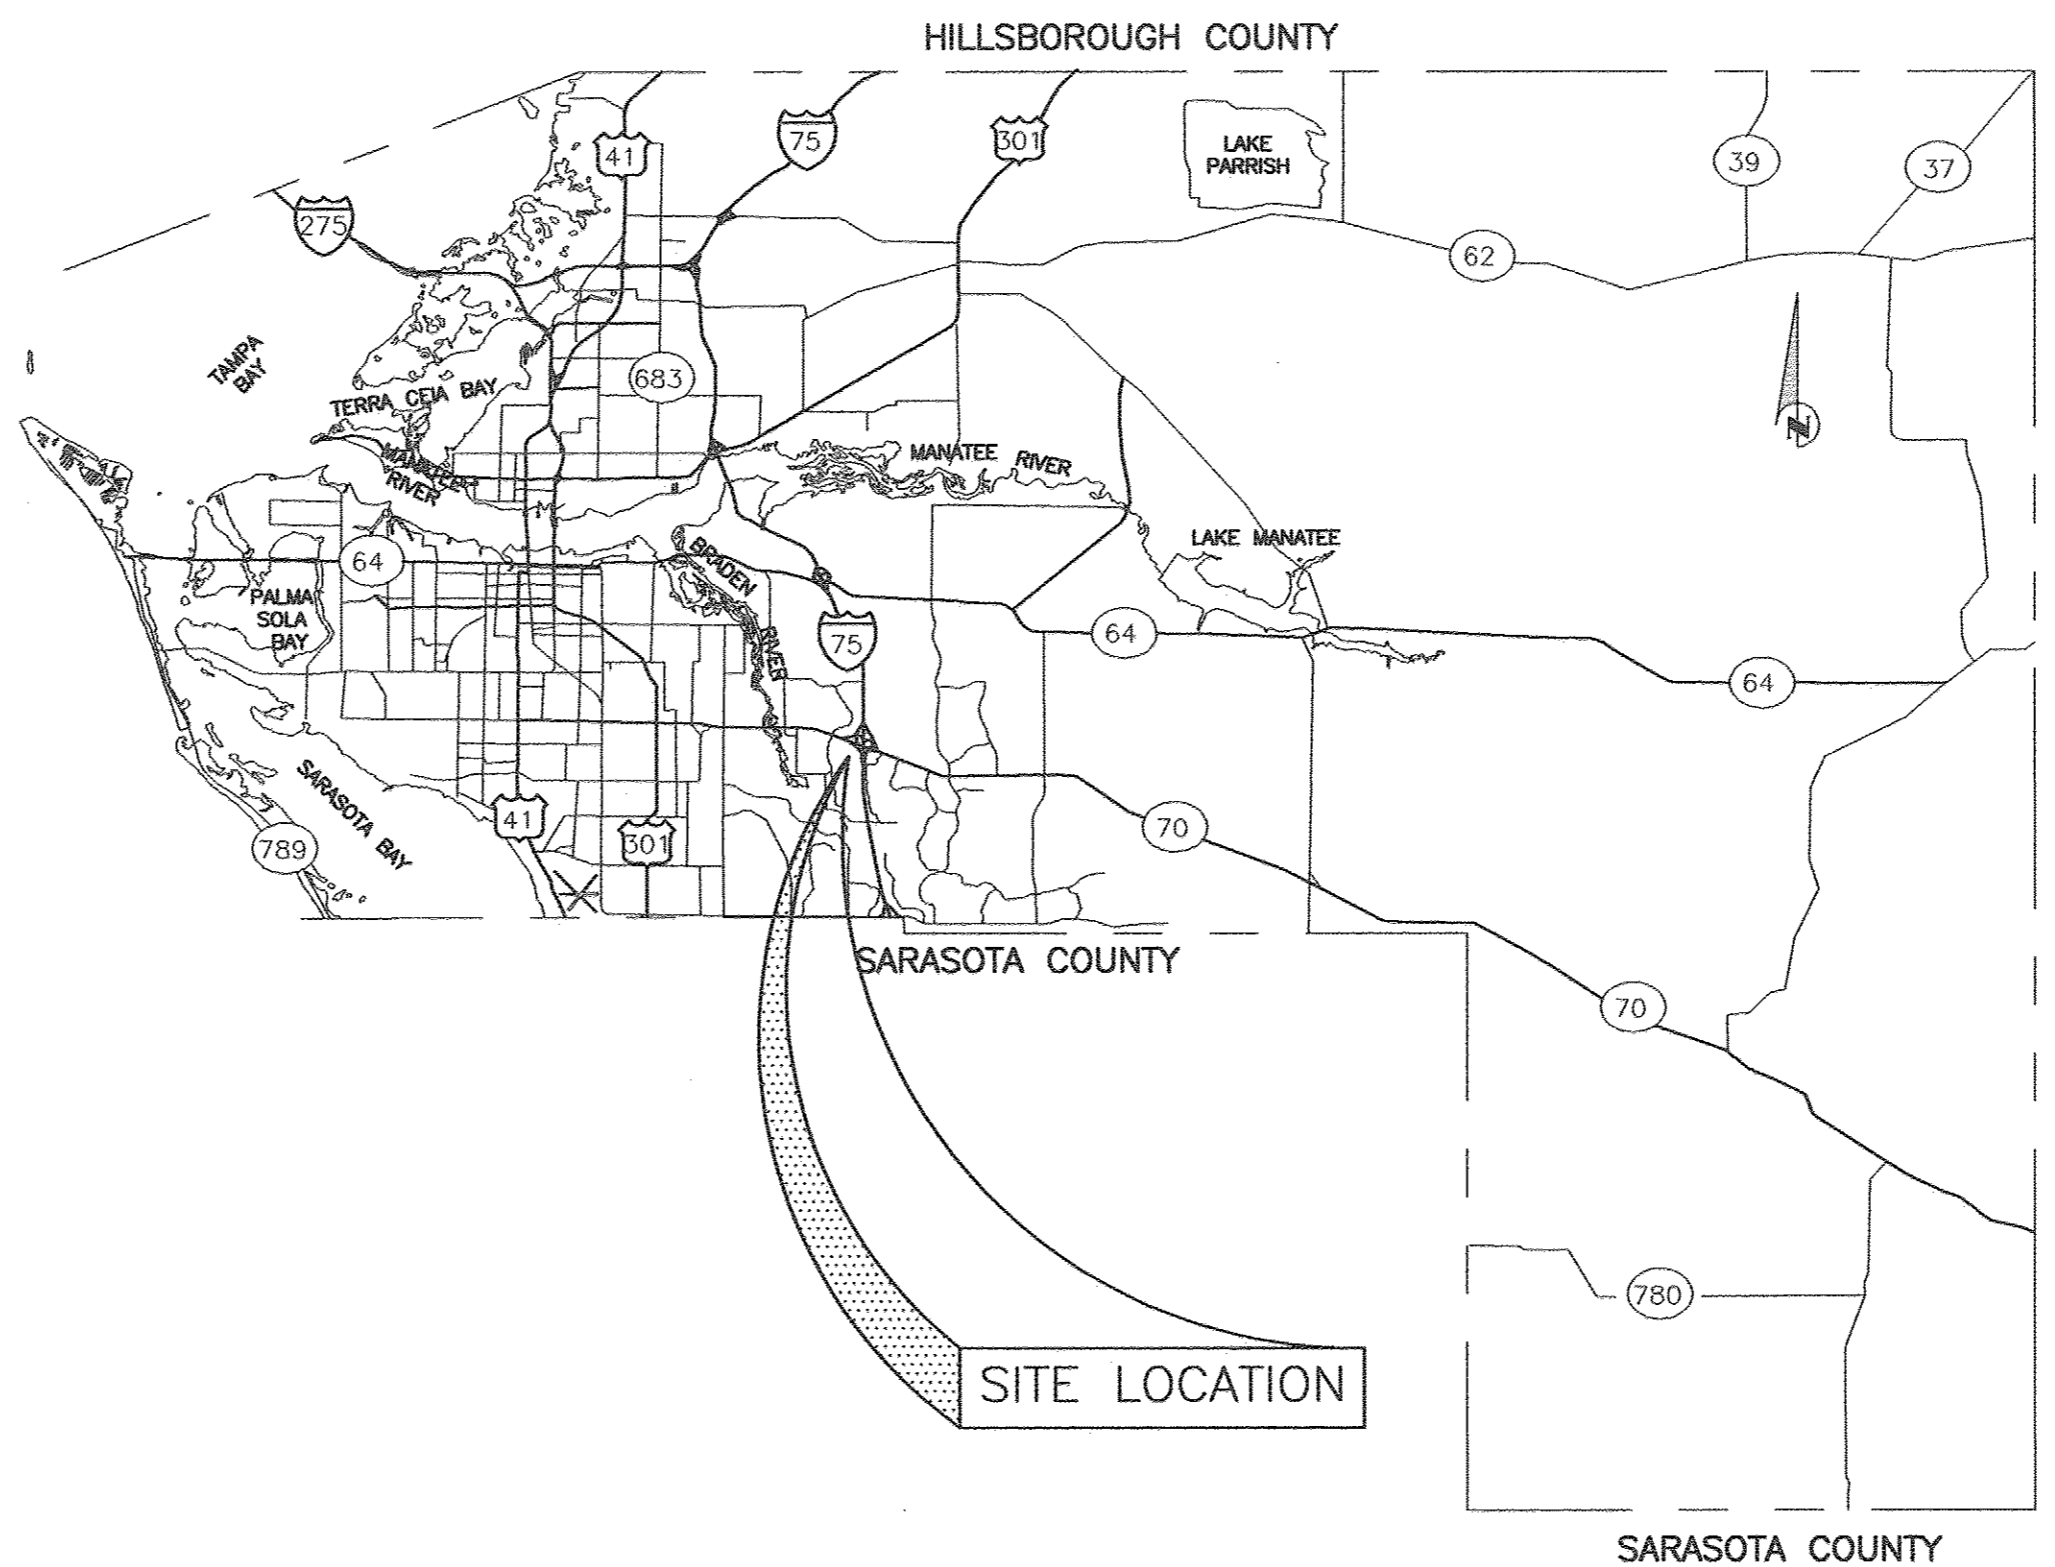 HILLSBOROUGH COUNTY
41
75
301
LAKE
PARRISH
39
37
275
62
TAMPA
BAY
683
TERRA CEIA BAY
MANATEE
RIVER
MANATEE RIVER
N
64
BRADEN
RIVER
LAKE MANATEE
PALMA
SOLA
BAY
75
64
64
SARASOTA BAY
41
301
789
70
SARASOTA COUNTY
70
780
SITE LOCATION
SARASOTA COUNTY